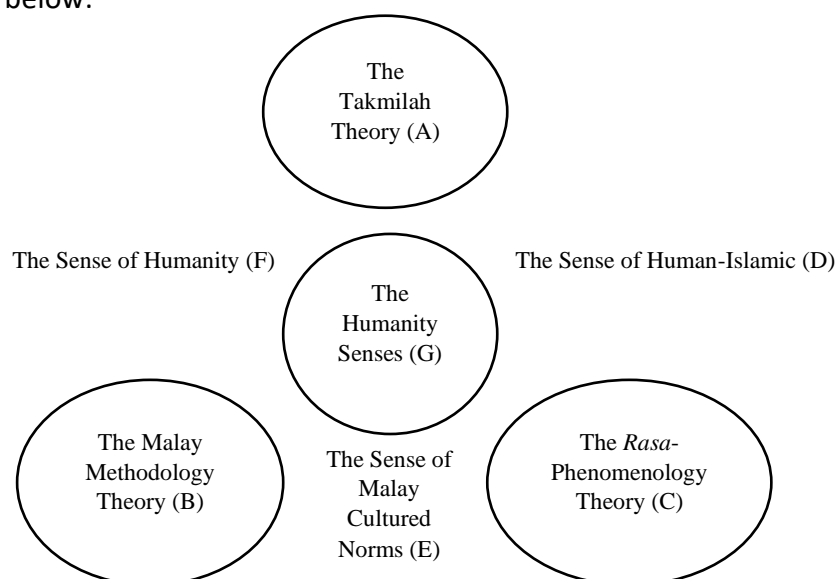 below.
The
Takmilah
Theory (A)
The Sense of Humanity (F)
The Sense of Human-Islamic (D)
The
Humanity
Senses (G)
The Malay
Methodology
Theory (B)
The Sense of
Malay
Cultured
Norms (E)
The Rasa-
Phenomenology
Theory (C)